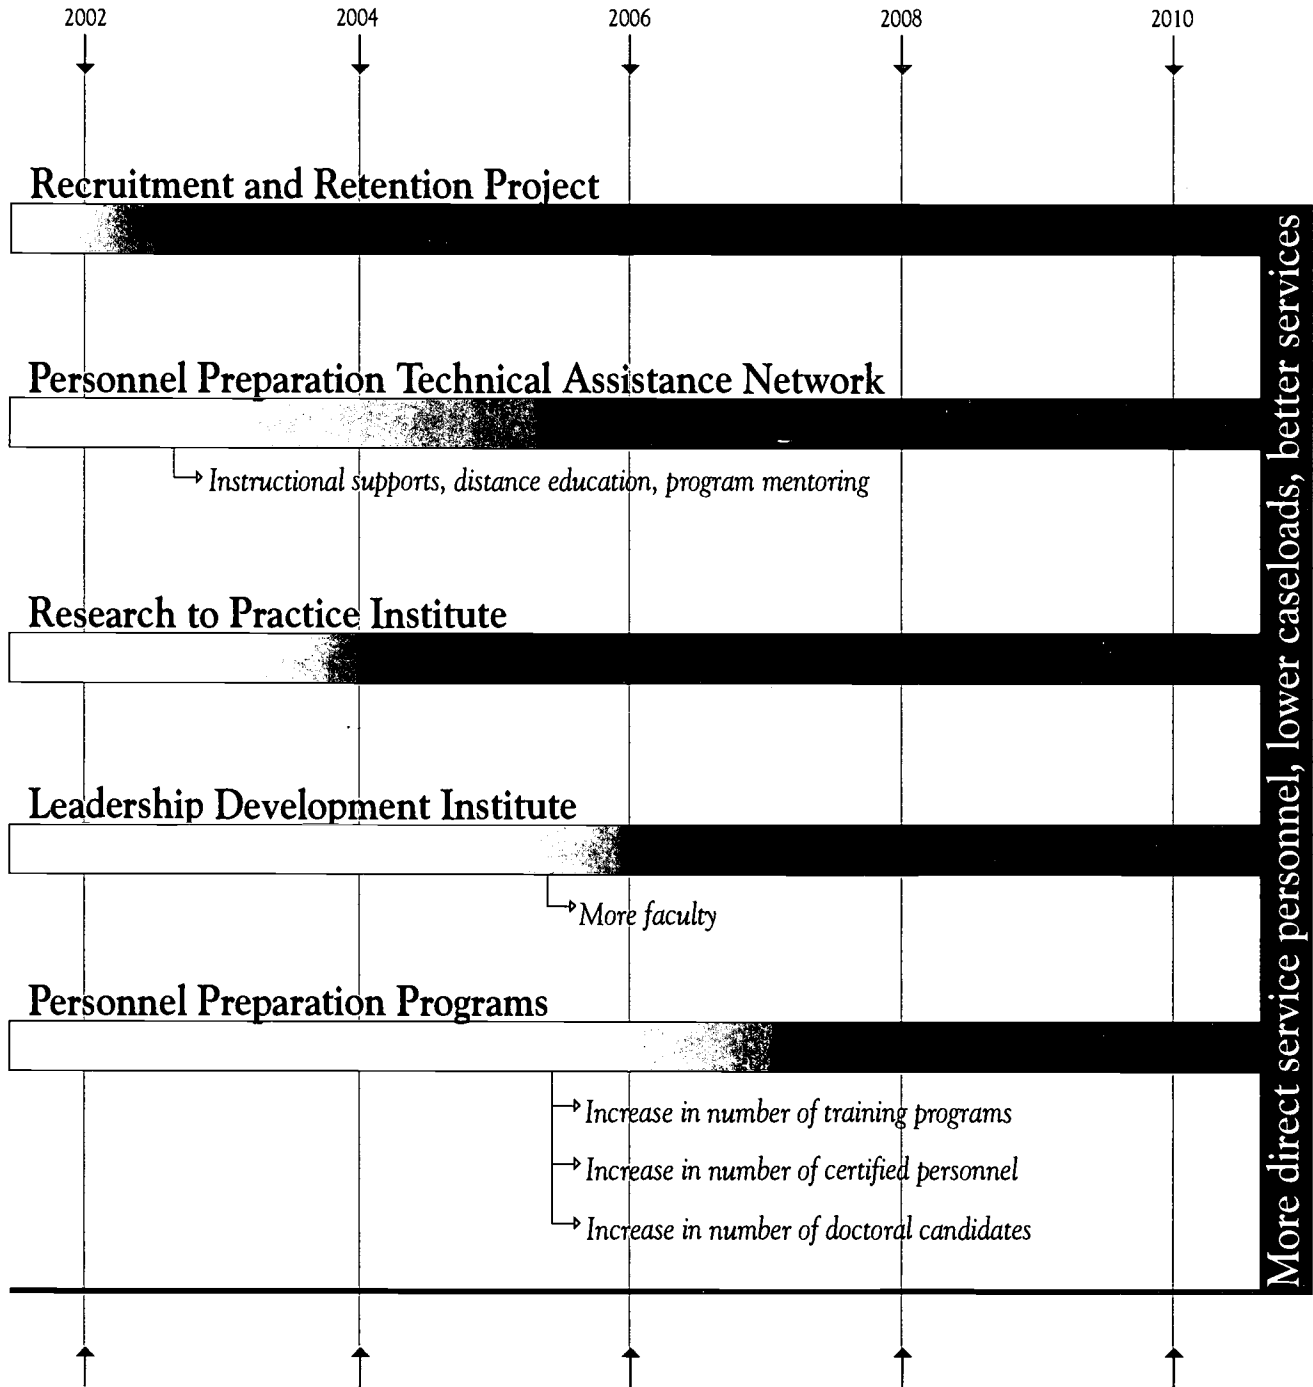 2002 2004 2006 2008 2010
Recruitment and Retention Project
Personnel Preparation Technical Assistance Network
Instructional supports, distance education, program mentoring
Research to Practice Institute
Leadership Development Institute
More faculty
Personnel Preparation Programs
Increase in number of training programs
Increase in number of certified personnel
Increase in number of doctoral candidates
More direct service personnel, lower caseloads, better services